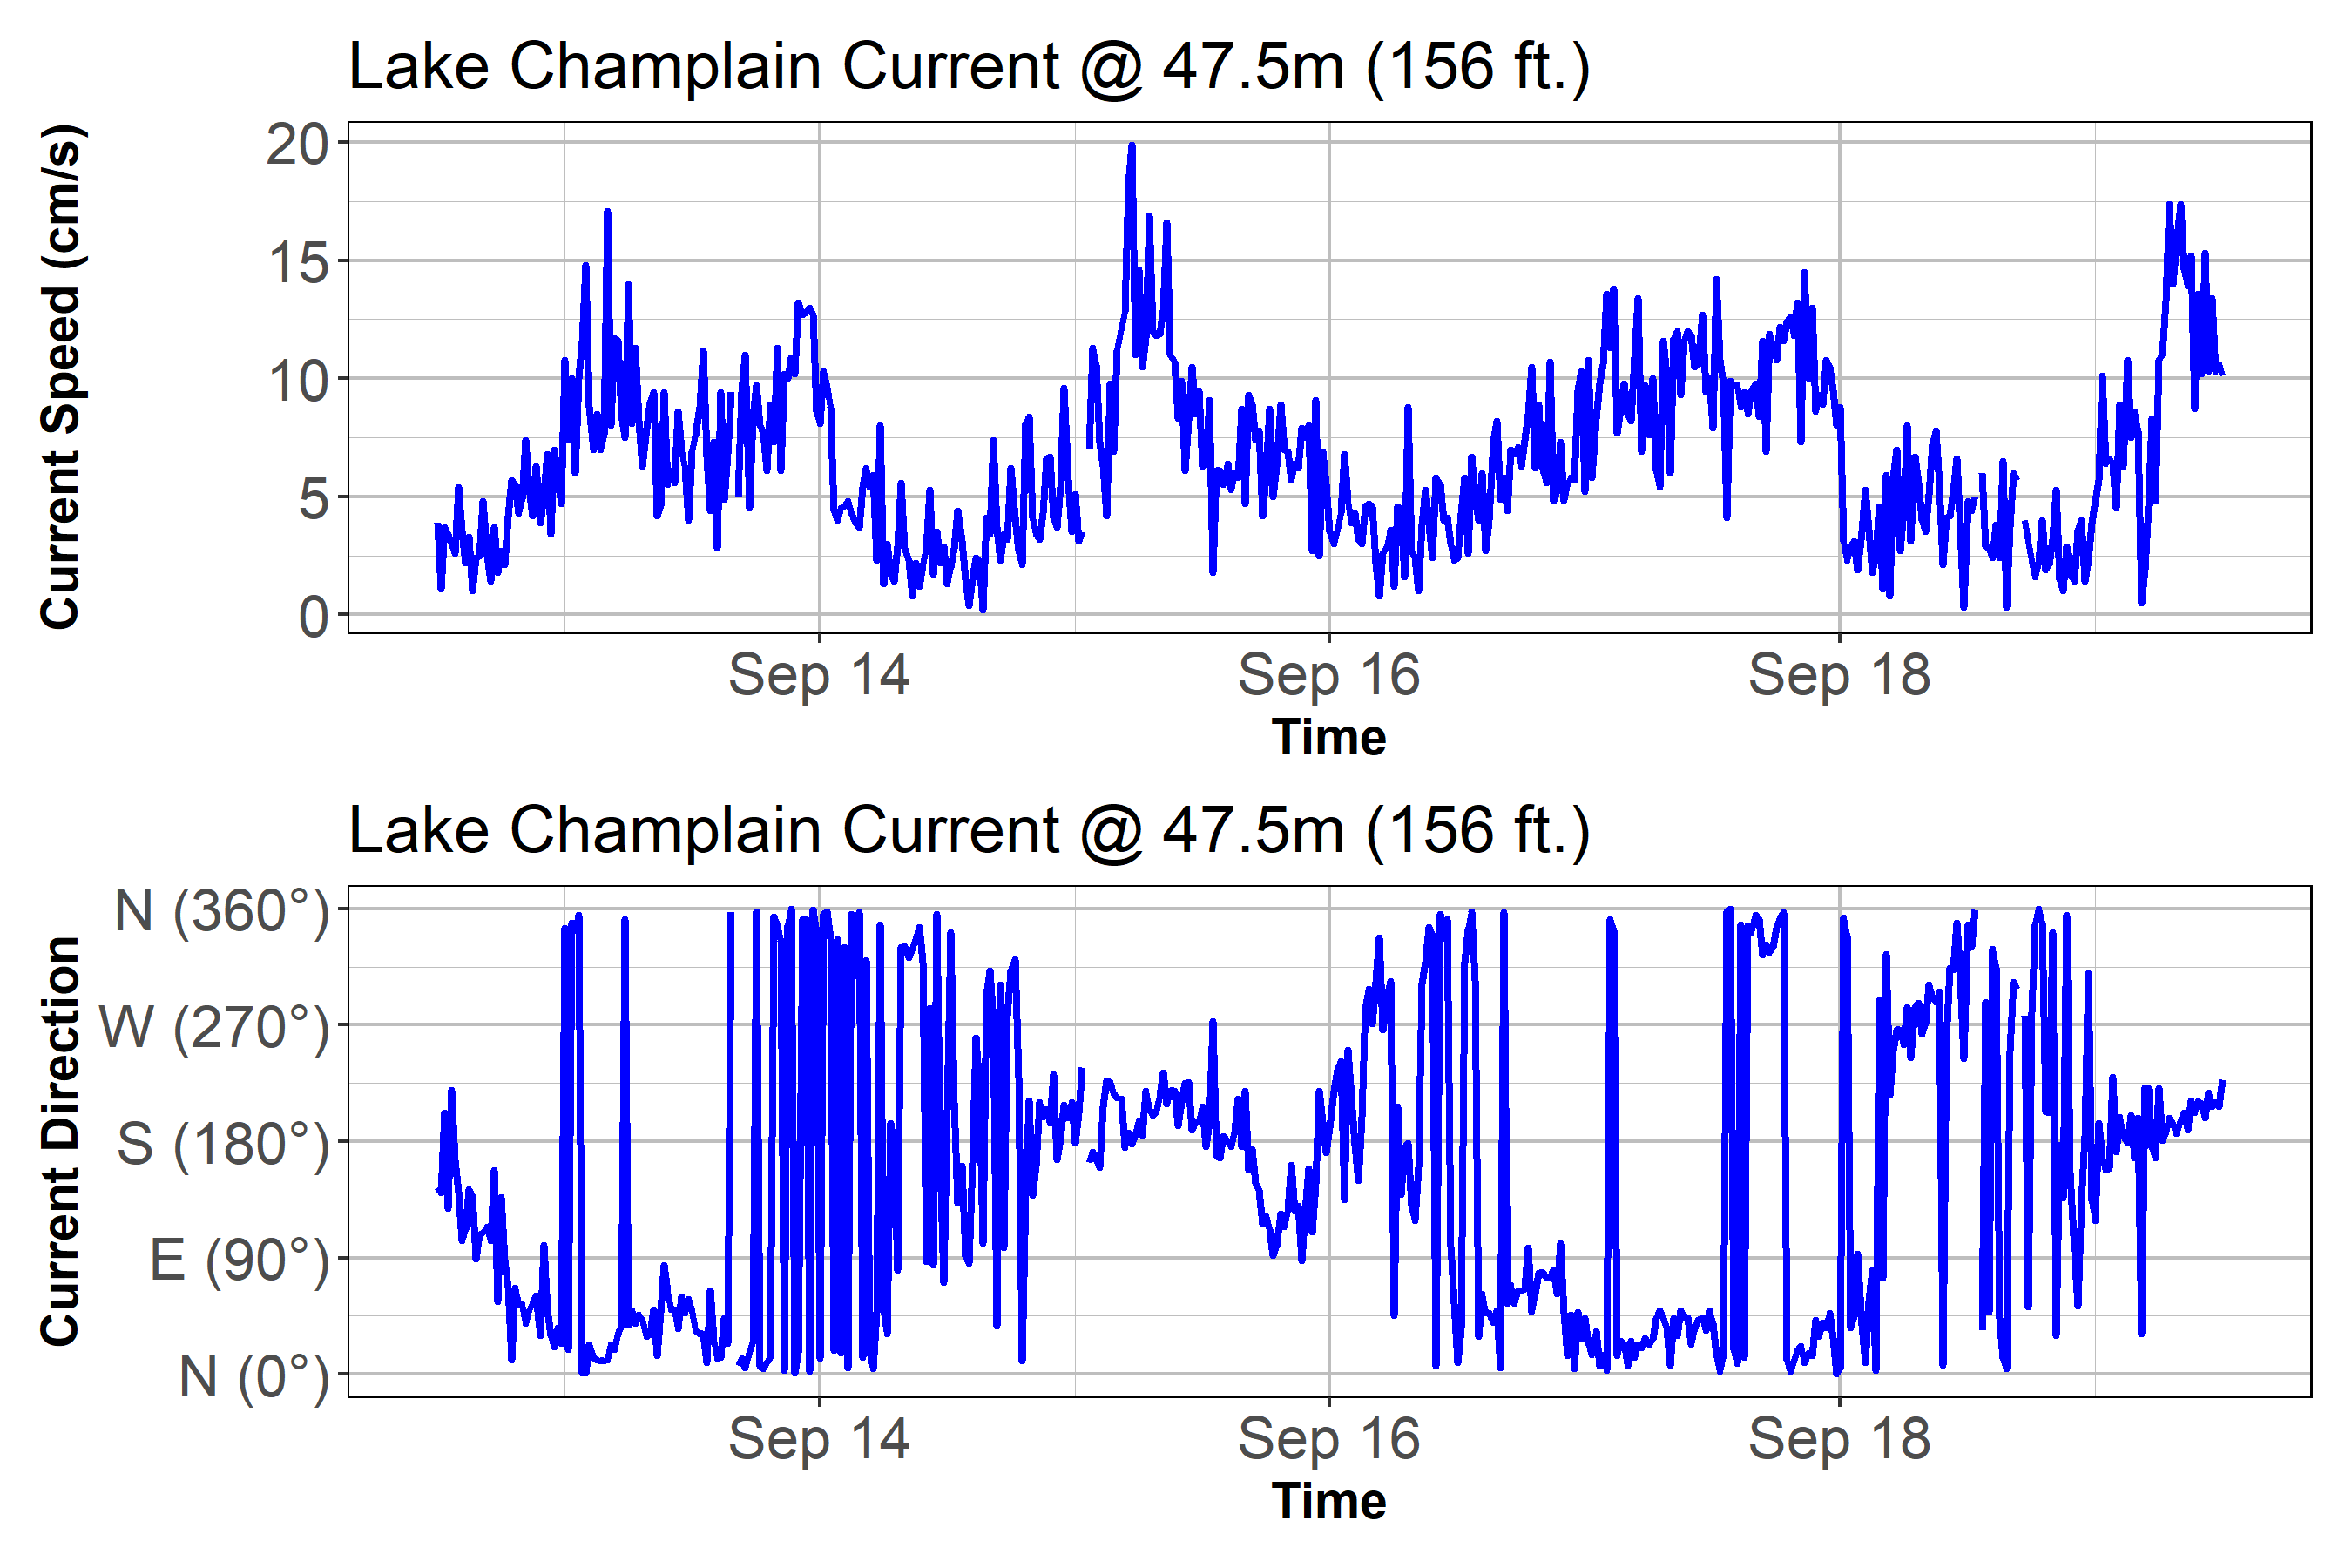 Lake Champlain Current @ 47.5m (156 ft.)
Current Speed (cm/s)
20
15
10
5
0
Sep 14 Sep 16 Sep 18
Time
Lake Champlain Current @ 47.5m (156 ft.)
Current Direction
N (360°)
W (270°)
S (180°)
E (90°)
N (0°)
Sep 14 Sep 16 Sep 18
Time